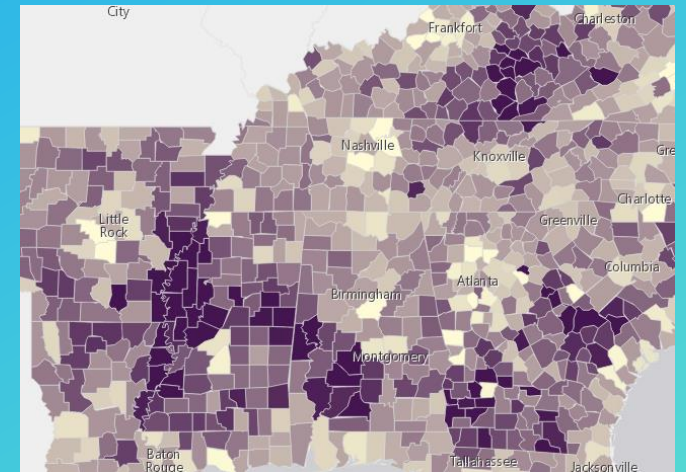 City
Frankfort
Charleston
Nashville
Knoxville
Gre
Little
Rock
Charlotte
Greenville
Columbia
Atlanta
Birmingham
Montgomery
Baton
Rouge
Tallahassee
Jacksonville